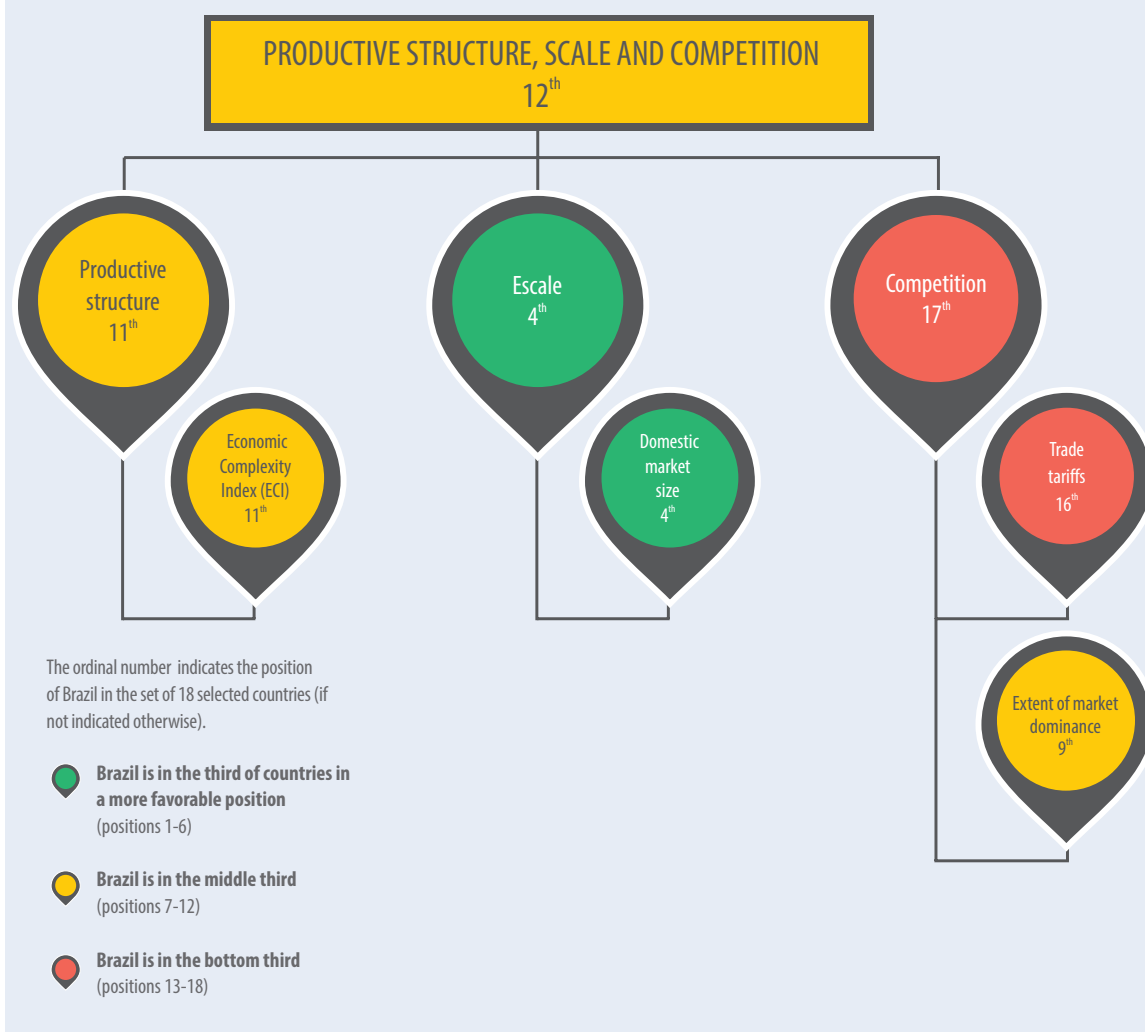 PRODUCTIVE STRUCTURE, SCALE AND COMPETITION
12th
Productive
structure
11th
Escale
4th
Competition
17th
Economic
Complexity
Index (ECI)
11th
Domestic
market
size
4th
Trade
tariffs
16th
Extent of market
dominance
9th
The ordinal number indicates the position
of Brazil in the set of 18 selected countries (if
not indicated otherwise).
Brazil is in the third of countries in
a more favorable position
(positions 1-6)
Brazil is in the middle third
(positions 7-12)
Brazil is in the bottom third
(positions 13-18)